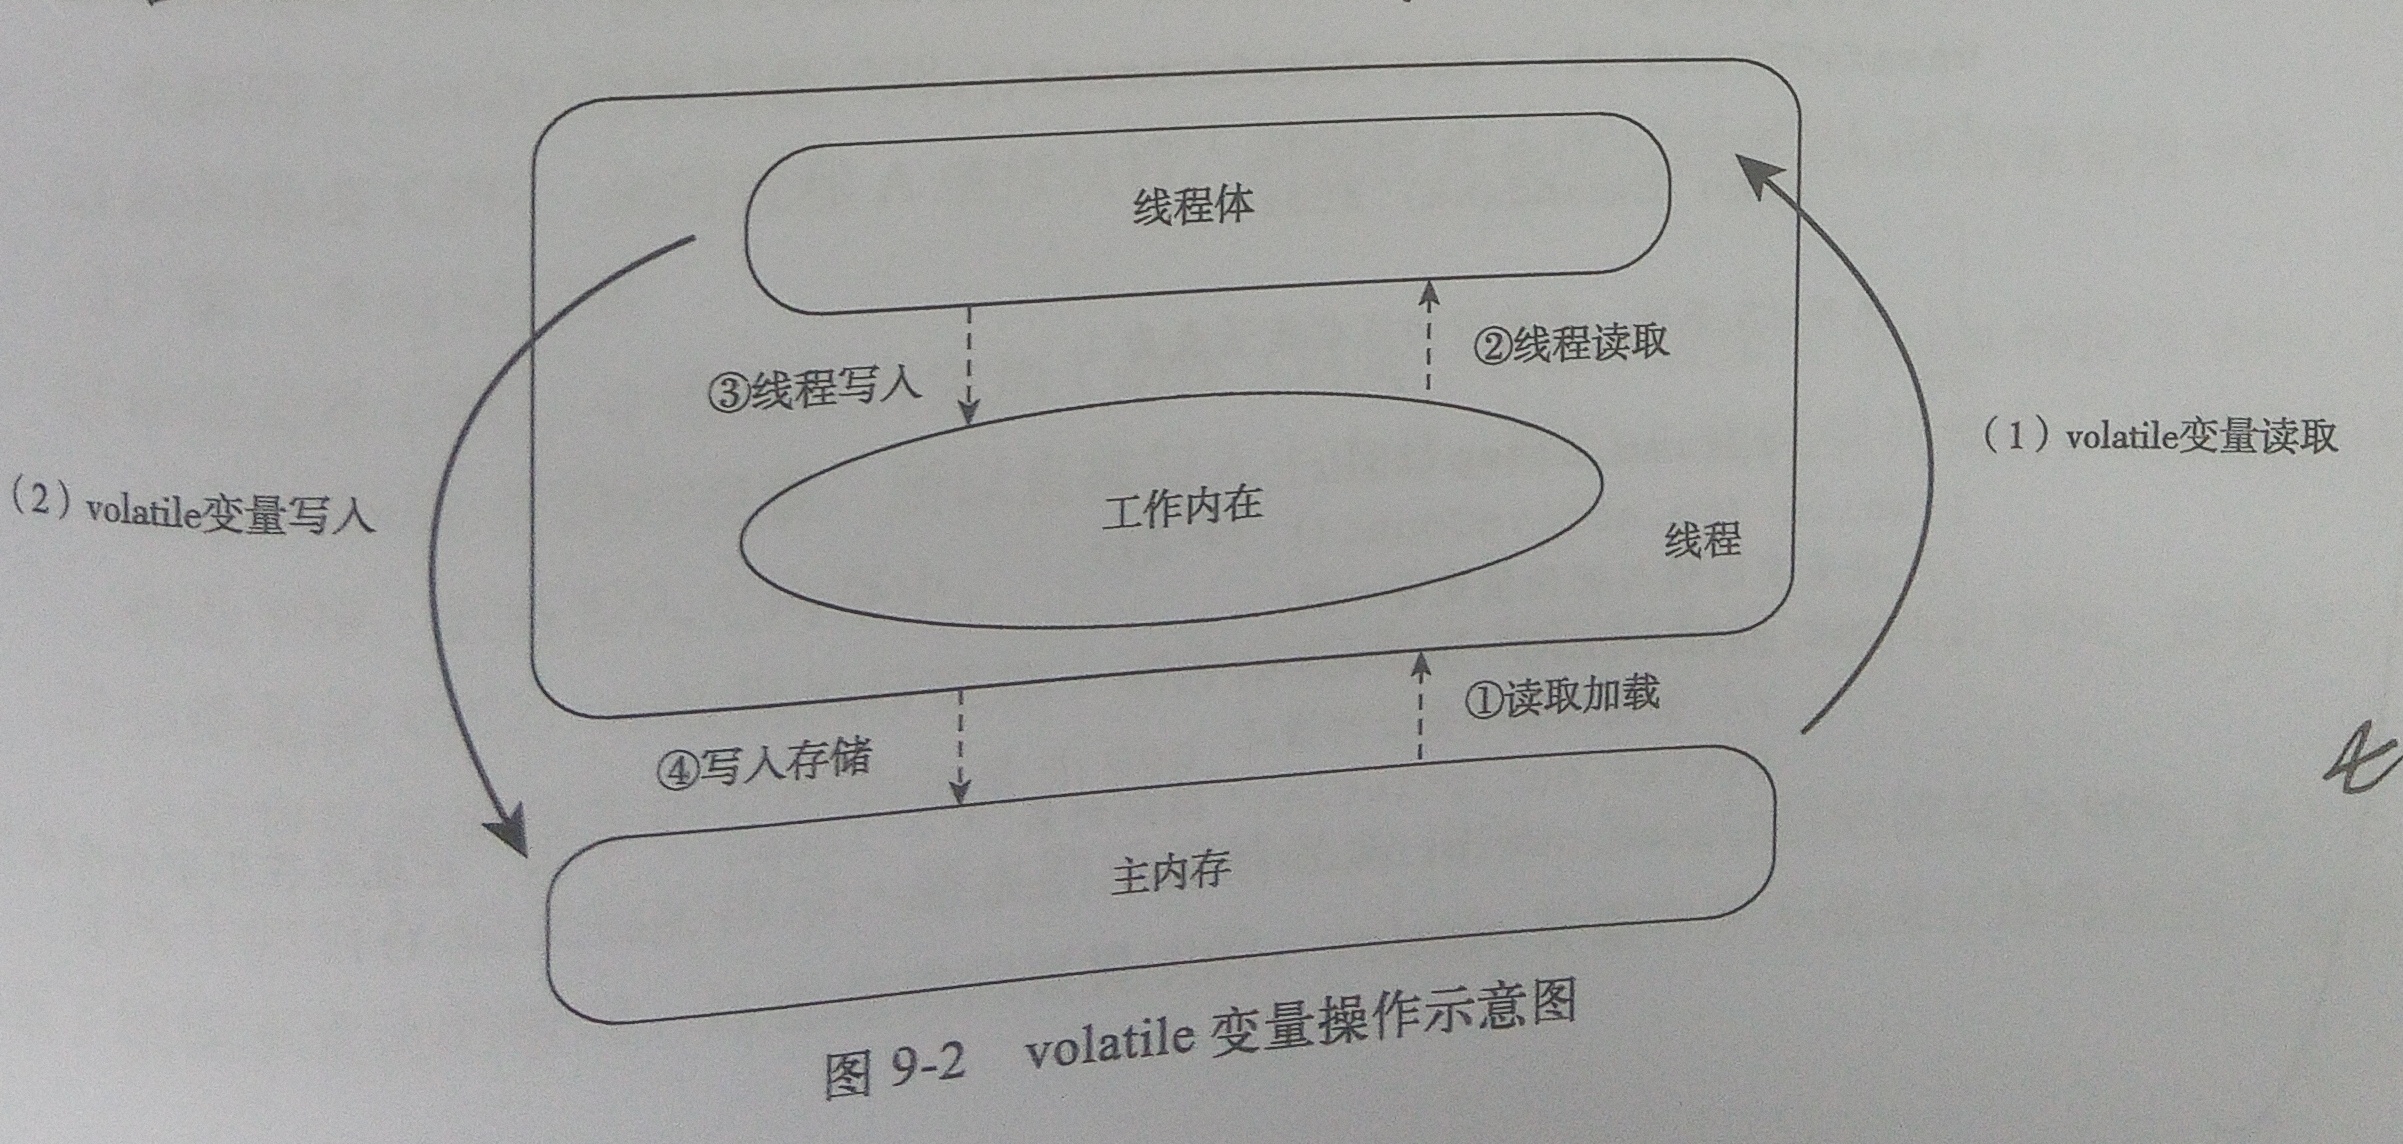 线程体
②线程读取
③线程写入
（1）volatile变量读取
（2）volatile变量写入
工作内在
线程
①读取加载
④写入存储
主内存
图 9-2 volatile 变量操作示意图